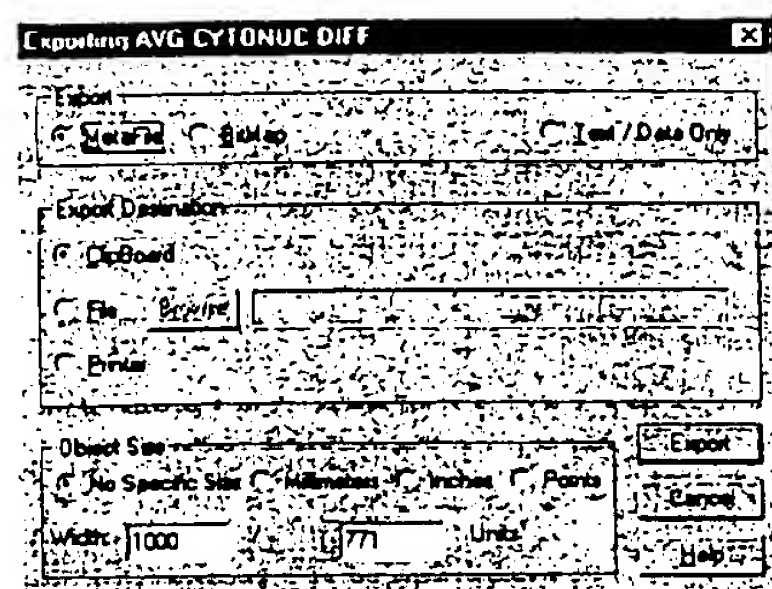 Exporting AVG CYTONUC DIFF
Export
MetaFile BitMap Text / Data Only
Export Destination
ClipBoard
File Browse
Printer
Object Size
No Specific Size Millimeters Inches Points
Width: 1000 / 771 Units
Export
Cancel
Help